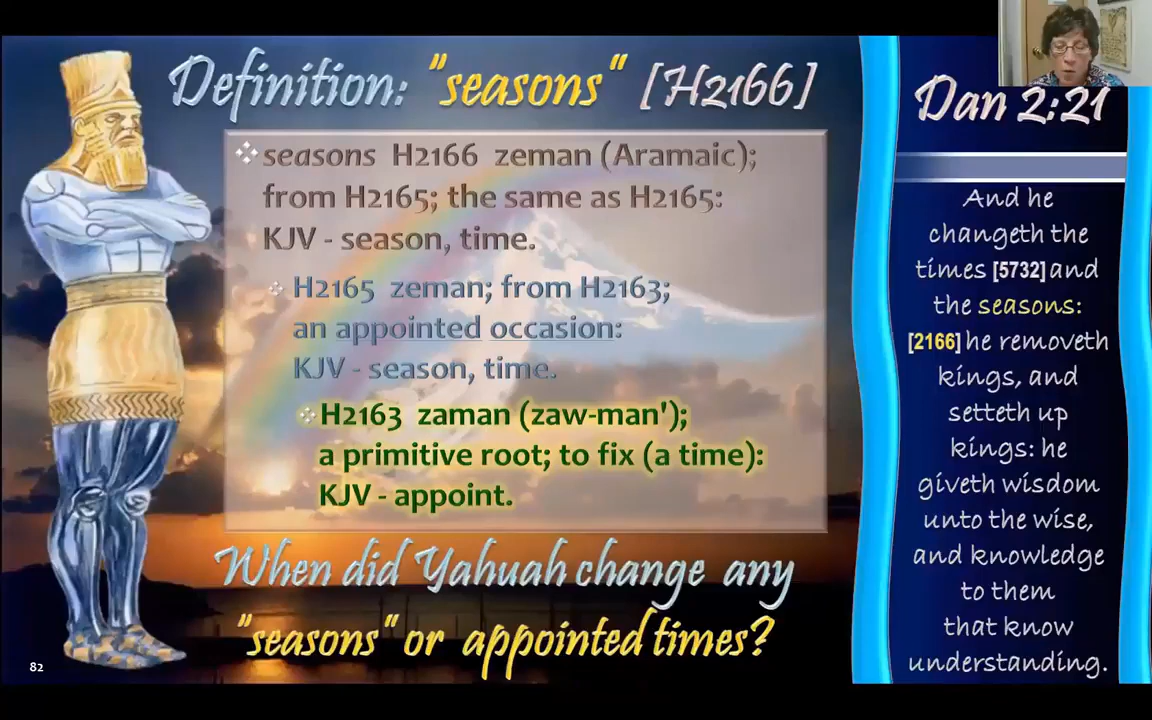 Definition: "seasons" [H2166]
seasons H2166 zeman (Aramaic);
from H2165; the same as H2165:
KJV - season, time.
H2165 zeman; from H2163;
an appointed occasion:
KJV - season, time.
H2163 zaman (zaw-man');
a primitive root; to fix (a time):
KJV - appoint.
When did Yahuah change any
"seasons" or appointed times?
82
Dan 2:21
And he
changeth the
times [5732] and
the seasons:
[2166] he removeth
kings, and
setteth up
kings: he
giveth wisdom
unto the wise,
and knowledge
to them
that know
understanding.